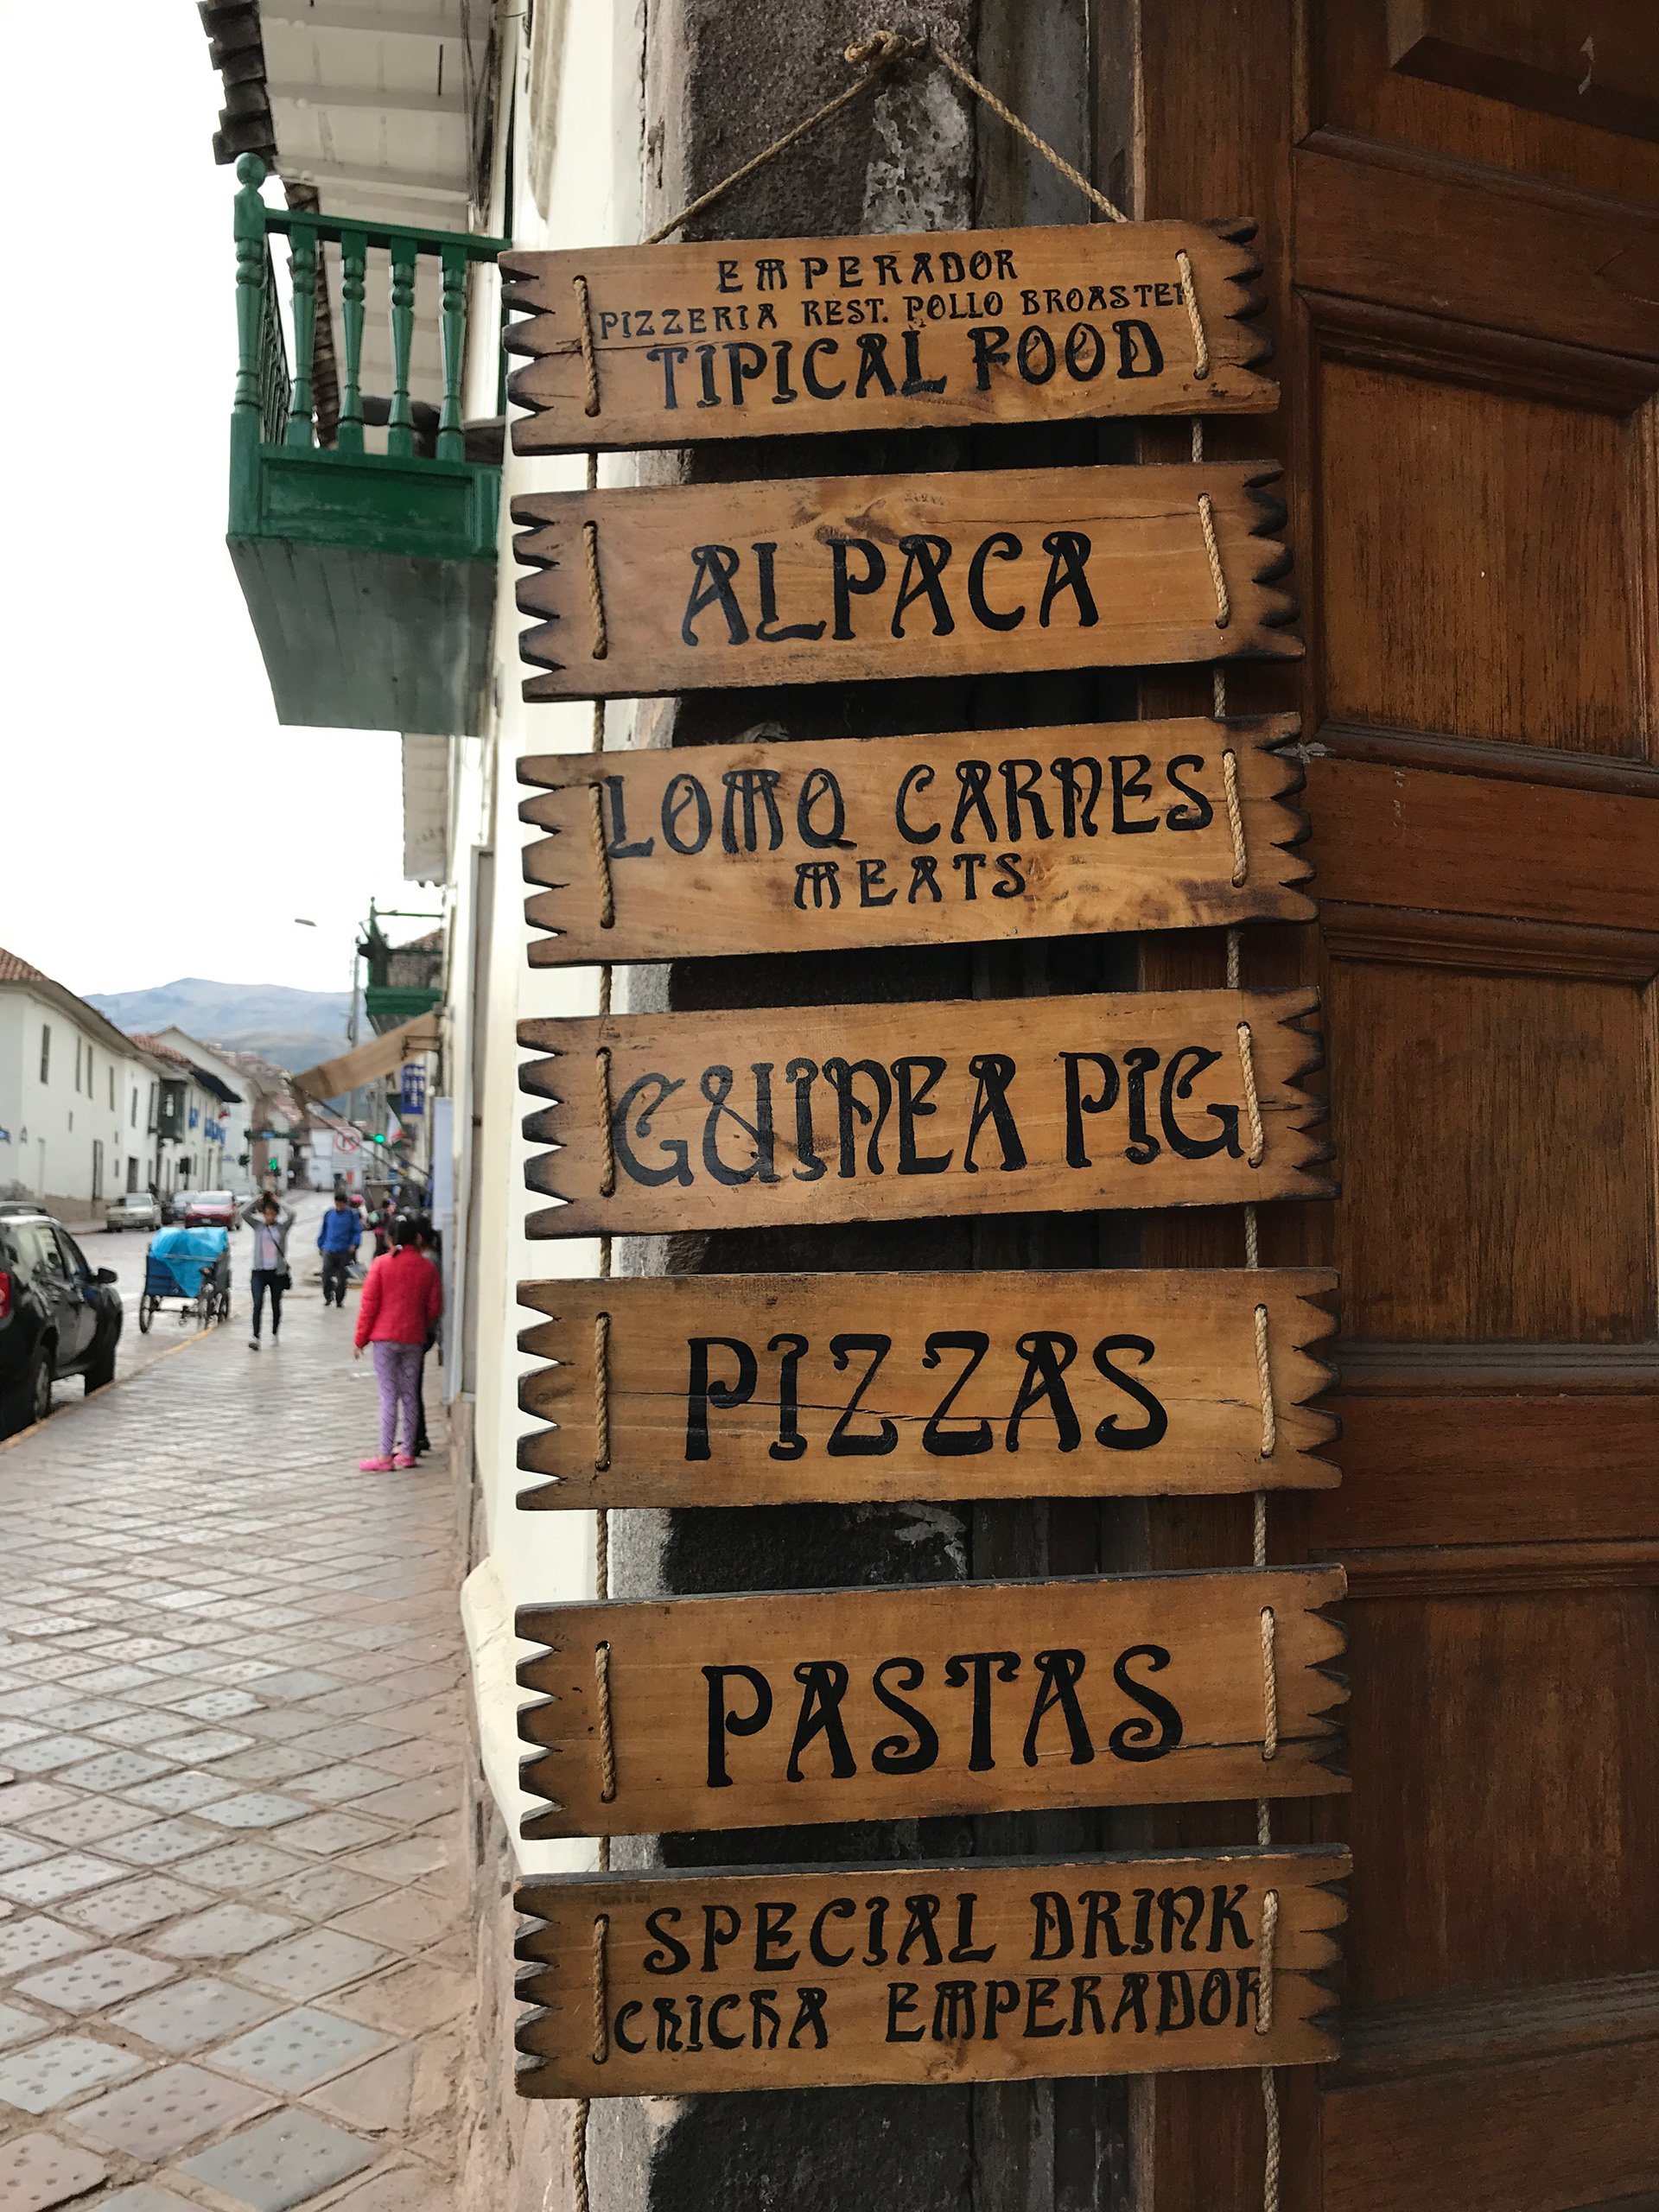 EMPERADOR
PIZZERIA REST. POLLO BROASTER
TIPICAL FOOD
ALPACA
LOMO CARNES
MEATS
GUINEA PIG
PIZZAS
PASTAS
SPECIAL DRINK
CHICHA EMPERADOR